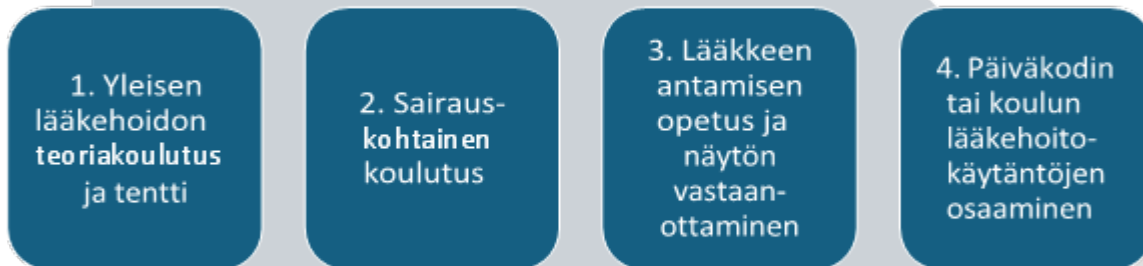 1. Yleisen
lääkehoidon
teoriakoulutus
ja tentti
2. Sairaus-
kohtainen
koulutus
3. Lääkkeen
antamisen
opetus ja
näytön
vastaan-
ottaminen
4. Päiväkodin
tai koulun
lääkehoito-
käytäntöjen
osaaminen